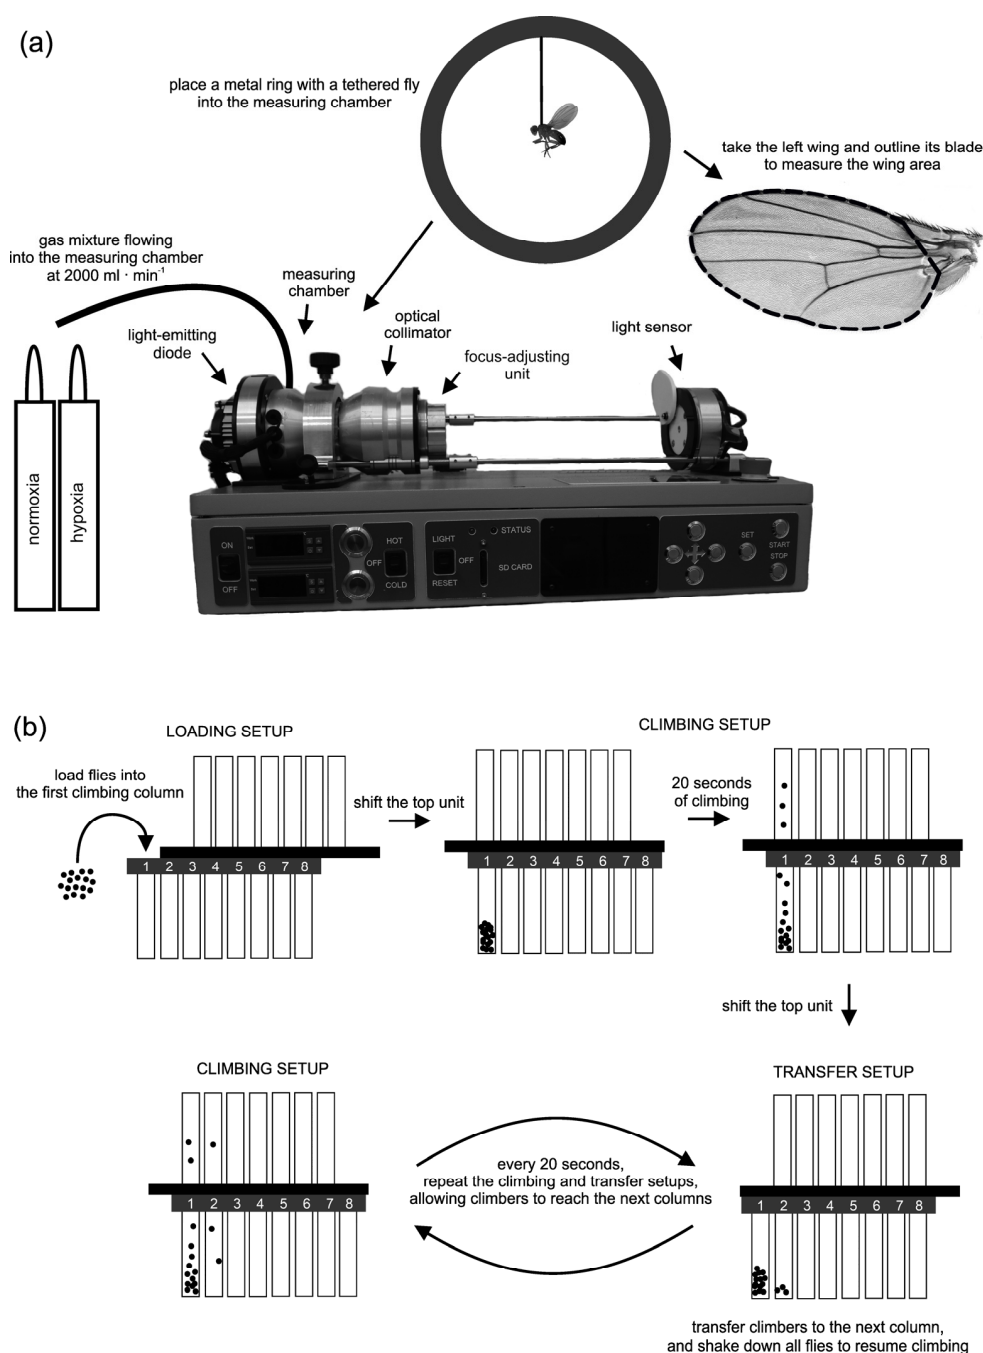 (a)
place a metal ring with a tethered fly
into the measuring chamber
take the left wing and outline its blade
to measure the wing area
gas mixture flowing
into the measuring chamber
at 2000 ml · min⁻¹
measuring
chamber
optical
collimator
light sensor
light-emitting
diode
focus-adjusting
unit
normoxia
hypoxia
ON
OFF
HOT
OFF
COLD
LIGHT
OFF
RESET
STATUS
SD CARD
SET
START
STOP
(b)
LOADING SETUP
CLIMBING SETUP
load flies into
the first climbing column
shift the top unit
20 seconds
of climbing
1 2 3 4 5 6 7 8
1 2 3 4 5 6 7 8
1 2 3 4 5 6 7 8
shift the top unit
CLIMBING SETUP
TRANSFER SETUP
every 20 seconds,
repeat the climbing and transfer setups,
allowing climbers to reach the next columns
1 2 3 4 5 6 7 8
1 2 3 4 5 6 7 8
transfer climbers to the next column,
and shake down all flies to resume climbing